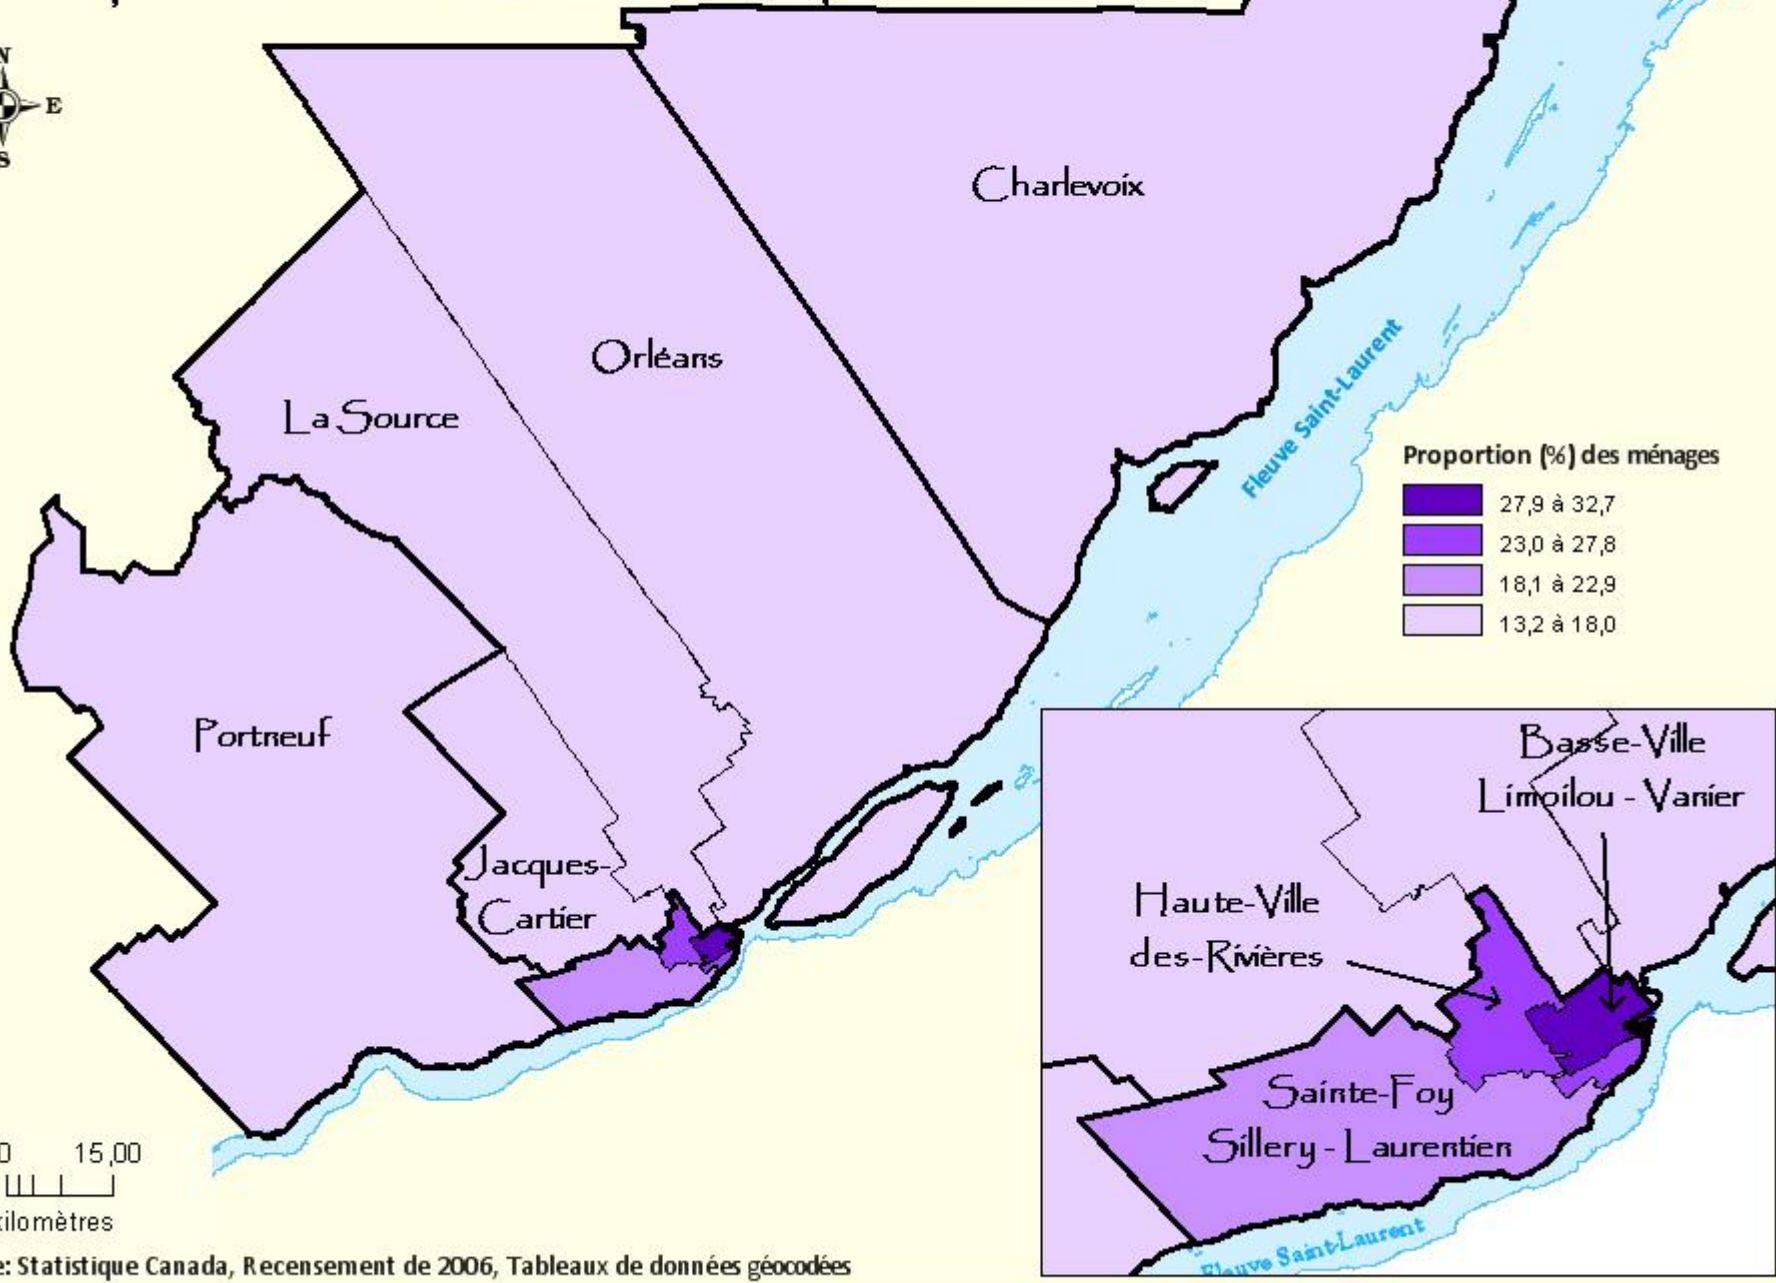 N
E
S
Charlevoix
Orléans
La Source
Fleuve Saint-Laurent
Proportion (%) des ménages
27,9 à 32,7
23,0 à 27,8
18,1 à 22,9
13,2 à 18,0
Portneuf
Jacques-
Cartier
Basse-Ville
Limoilou - Vanier
Haute-Ville
des-Rivières
Sainte-Foy
Sillery - Laurentien
Fleuve Saint-Laurent
0 15,00
kilomètres
e: Statistique Canada, Recensement de 2006, Tableaux de données géocodées